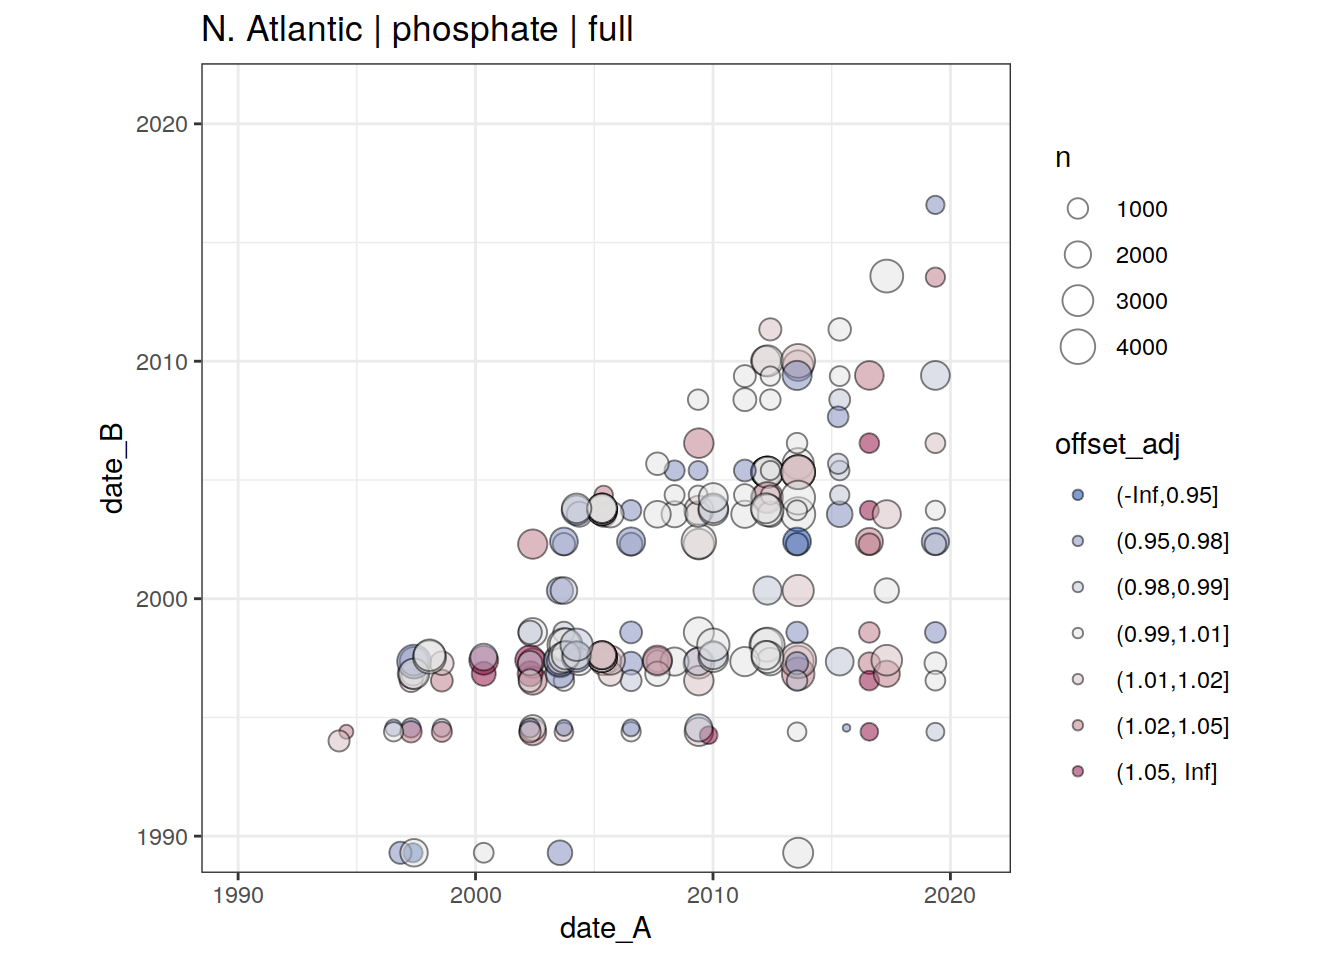 N. Atlantic | phosphate | full
2020
2010
2000
1990
date_B
1990
2000
2010
2020
date_A
n
1000
2000
3000
4000
offset_adj
(-Inf,0.95]
(0.95,0.98]
(0.98,0.99]
(0.99,1.01]
(1.01,1.02]
(1.02,1.05]
(1.05, Inf]